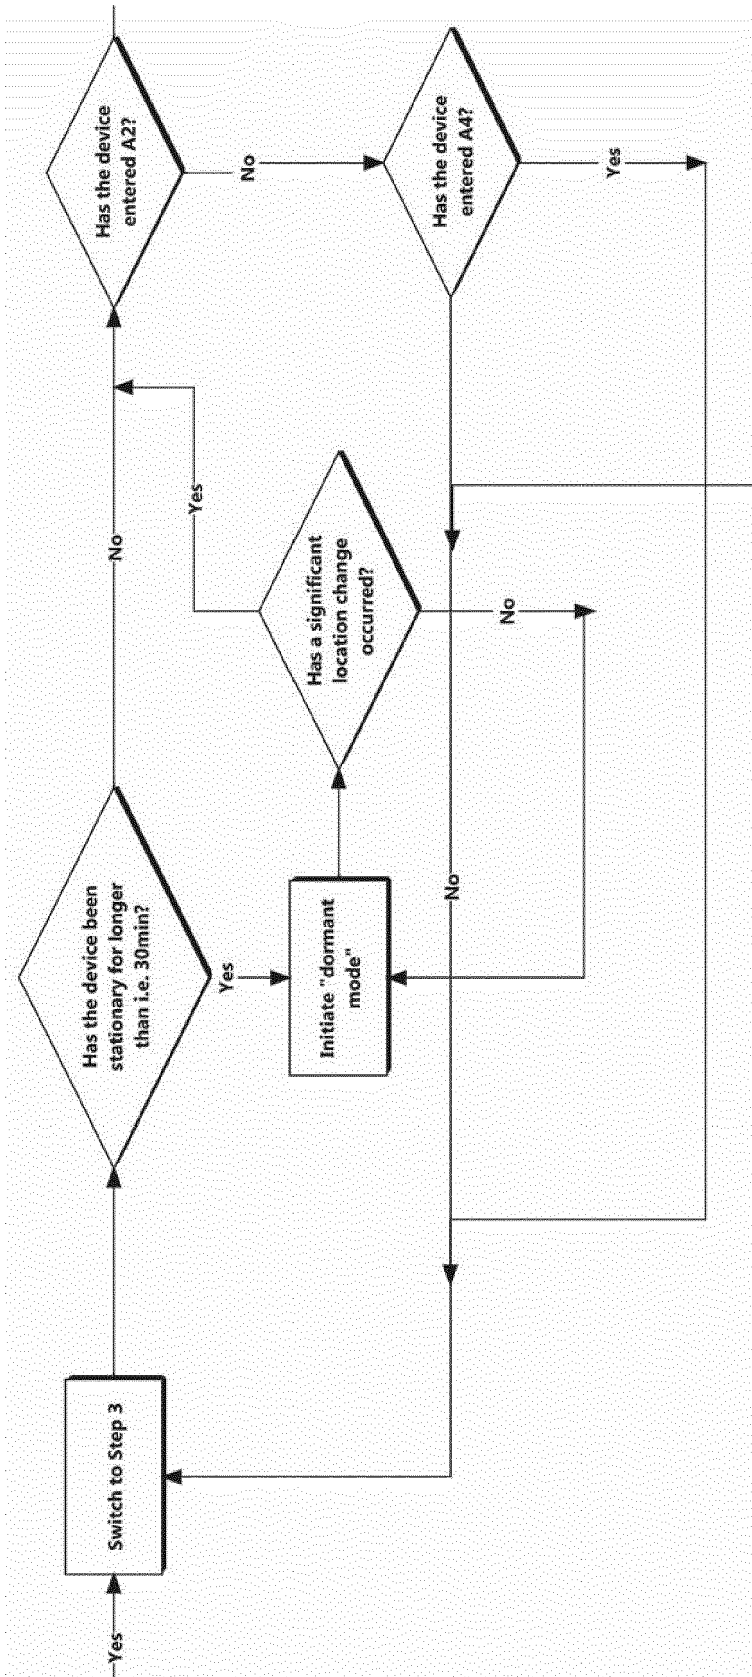 Yes
Switch to Step 3
Has the device been
stationary for longer
than i.e. 30min?
No
Yes
Initiate "dormant
mode"
Has a significant
location change
occurred?
Yes
No
Has the device
entered A2?
No
Has the device
entered A4?
Yes
No